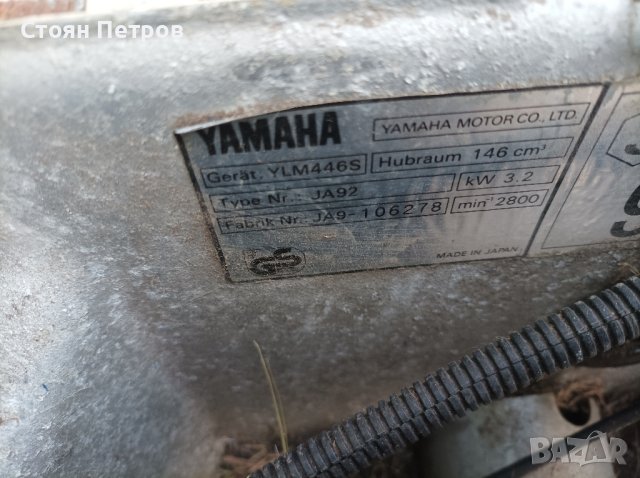 Стоян Петров
YAMAHA
YAMAHA MOTOR CO., LTD.
Gerät. YLM446S
Hubraum 146 cm³
Type Nr.: JA92
kW 3.2
Fabrik Nr. JA9-106278
min⁻¹ 2800
MADE IN JAPAN
GS
BAZAR.bg